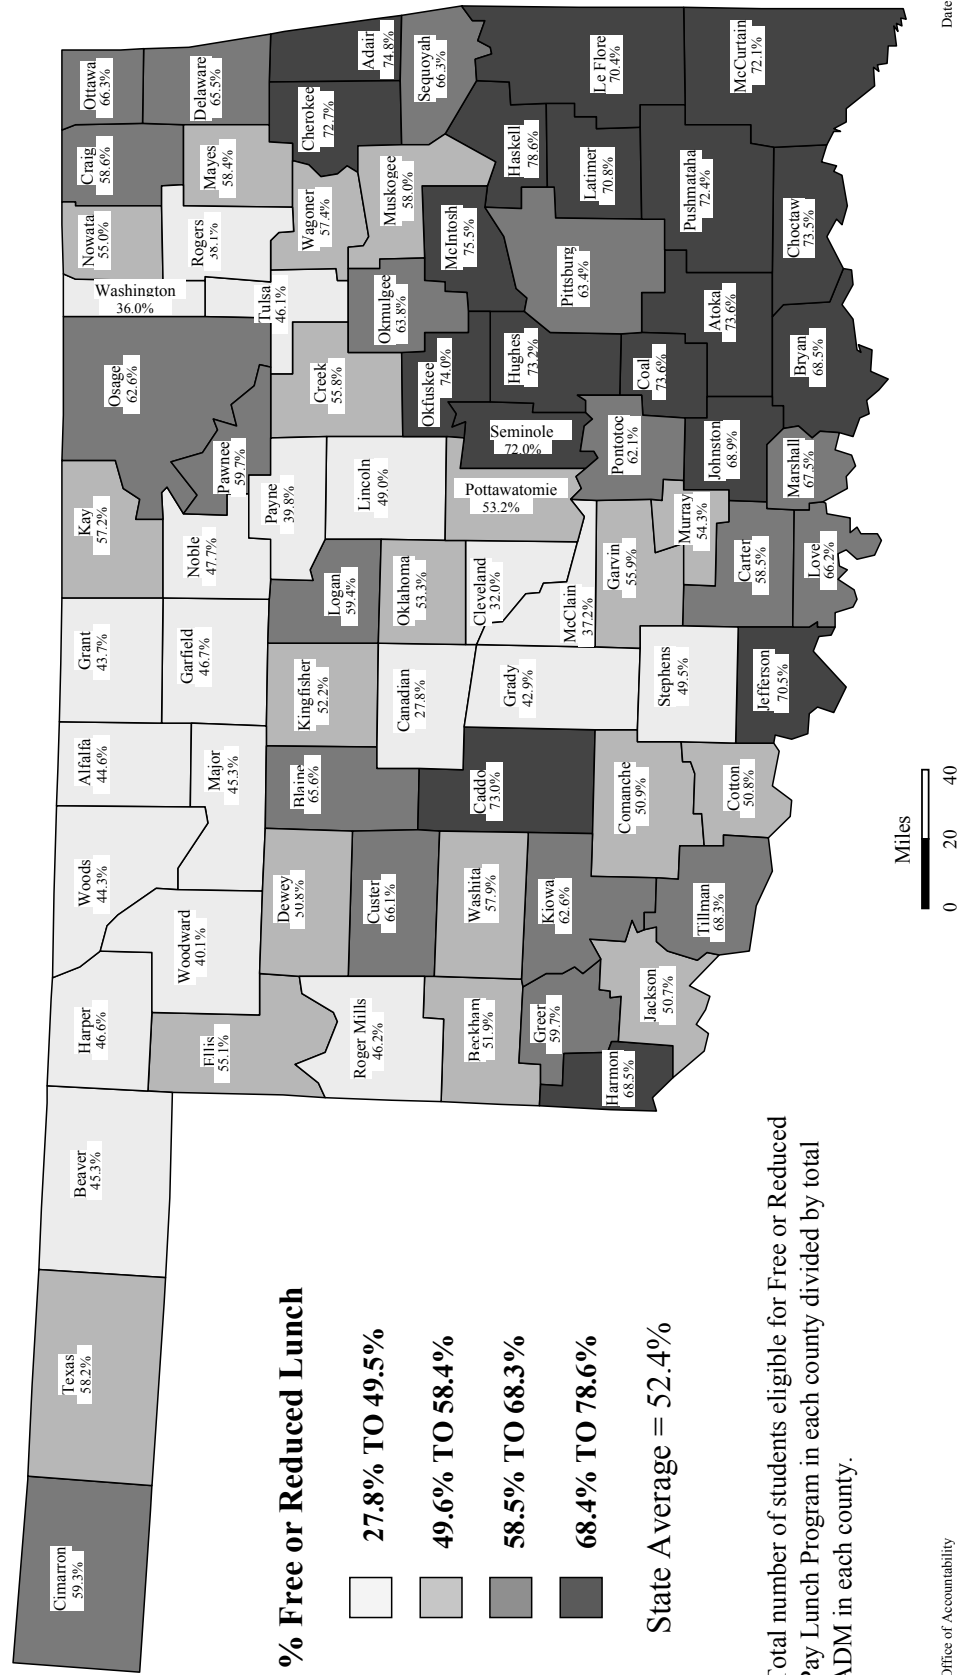 Cimarron
59.3%
Texas
58.2%
Beaver
45.3%
Harper
46.6%
Woods
44.3%
Alfalfa
44.6%
Grant
43.7%
Kay
57.2%
Osage
62.6%
Washington
36.0%
Nowata
55.0%
Craig
58.6%
Ottawa
66.3%
Ellis
55.1%
Woodward
40.1%
Major
45.3%
Garfield
46.7%
Noble
47.7%
Pawnee
59.7%
Rogers
38.1%
Mayes
58.4%
Delaware
65.5%
Roger Mills
46.2%
Dewey
50.8%
Blaine
65.6%
Kingfisher
52.2%
Logan
59.4%
Payne
39.8%
Creek
55.8%
Tulsa
46.1%
Wagoner
57.4%
Cherokee
72.7%
Adair
74.8%
Custer
66.1%
Canadian
27.8%
Oklahoma
53.3%
Lincoln
49.0%
Okfuskee
74.0%
Okmulgee
63.8%
Muskogee
58.0%
Sequoyah
66.3%
Beckham
51.9%
Washita
57.9%
Caddo
73.0%
Grady
42.9%
Cleveland
32.0%
Pottawatomie
53.2%
Seminole
72.0%
Hughes
73.2%
McIntosh
75.5%
Haskell
78.6%
Le Flore
70.4%
Greer
59.7%
Kiowa
62.6%
McClain
37.2%
Pittsburg
63.4%
Latimer
70.8%
Harmon
68.5%
Jackson
50.7%
Comanche
50.9%
Stephens
49.5%
Garvin
55.9%
Murray
54.3%
Pontotoc
62.1%
Coal
73.6%
Atoka
73.6%
Pushmataha
72.4%
McCurtain
72.1%
Tillman
68.3%
Cotton
50.8%
Jefferson
70.5%
Carter
58.5%
Johnston
68.9%
Love
66.2%
Marshall
67.5%
Bryan
68.5%
Choctaw
73.5%
% Free or Reduced Lunch
27.8% TO 49.5%
49.6% TO 58.4%
58.5% TO 68.3%
68.4% TO 78.6%
State Average = 52.4%
Total number of students eligible for Free or Reduced
Pay Lunch Program in each county divided by total
ADM in each county.
Miles
0 20 40
Office of Accountability
Date